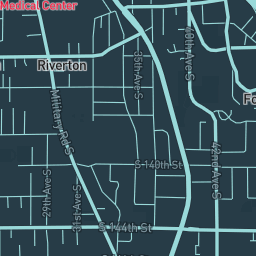 Medical Center
Riverton
35th Ave S
40th Ave S
Fo
Military Rd S
S 140th St
42nd Ave S
29th Ave S
31st Ave S
S 144th St